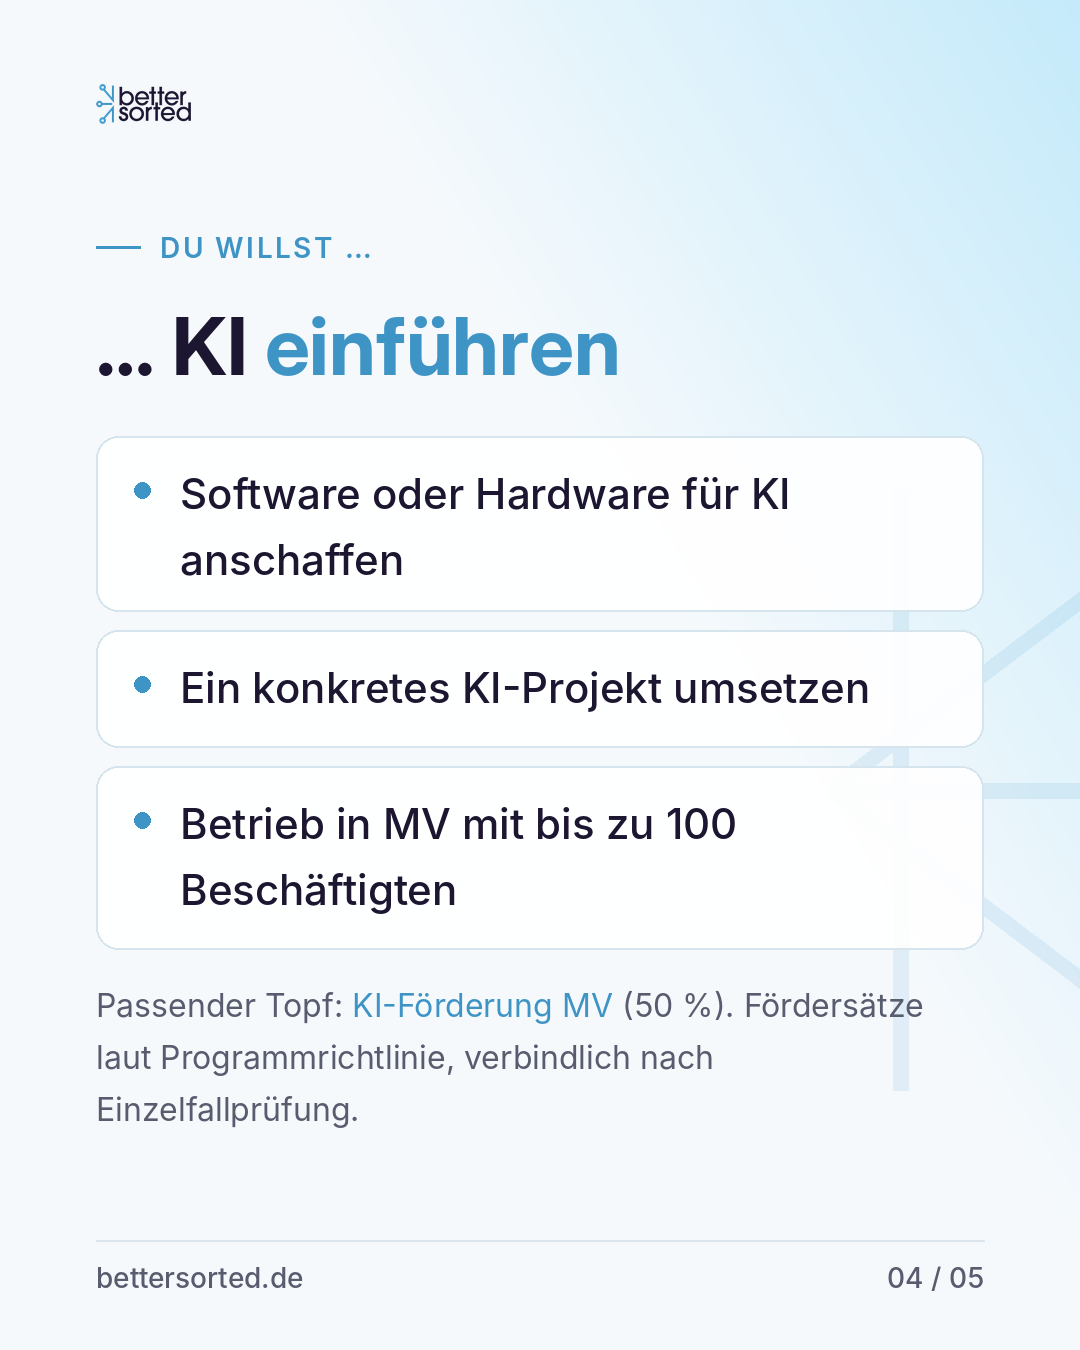 better
sorted
DU WILLST ...
... KI einführen
Software oder Hardware für KI
anschaffen
Ein konkretes KI-Projekt umsetzen
Betrieb in MV mit bis zu 100
Beschäftigten
Passender Topf: KI-Förderung MV (50 %). Fördersätze
laut Programmrichtlinie, verbindlich nach
Einzelfallprüfung.
bettersorted.de
04 / 05